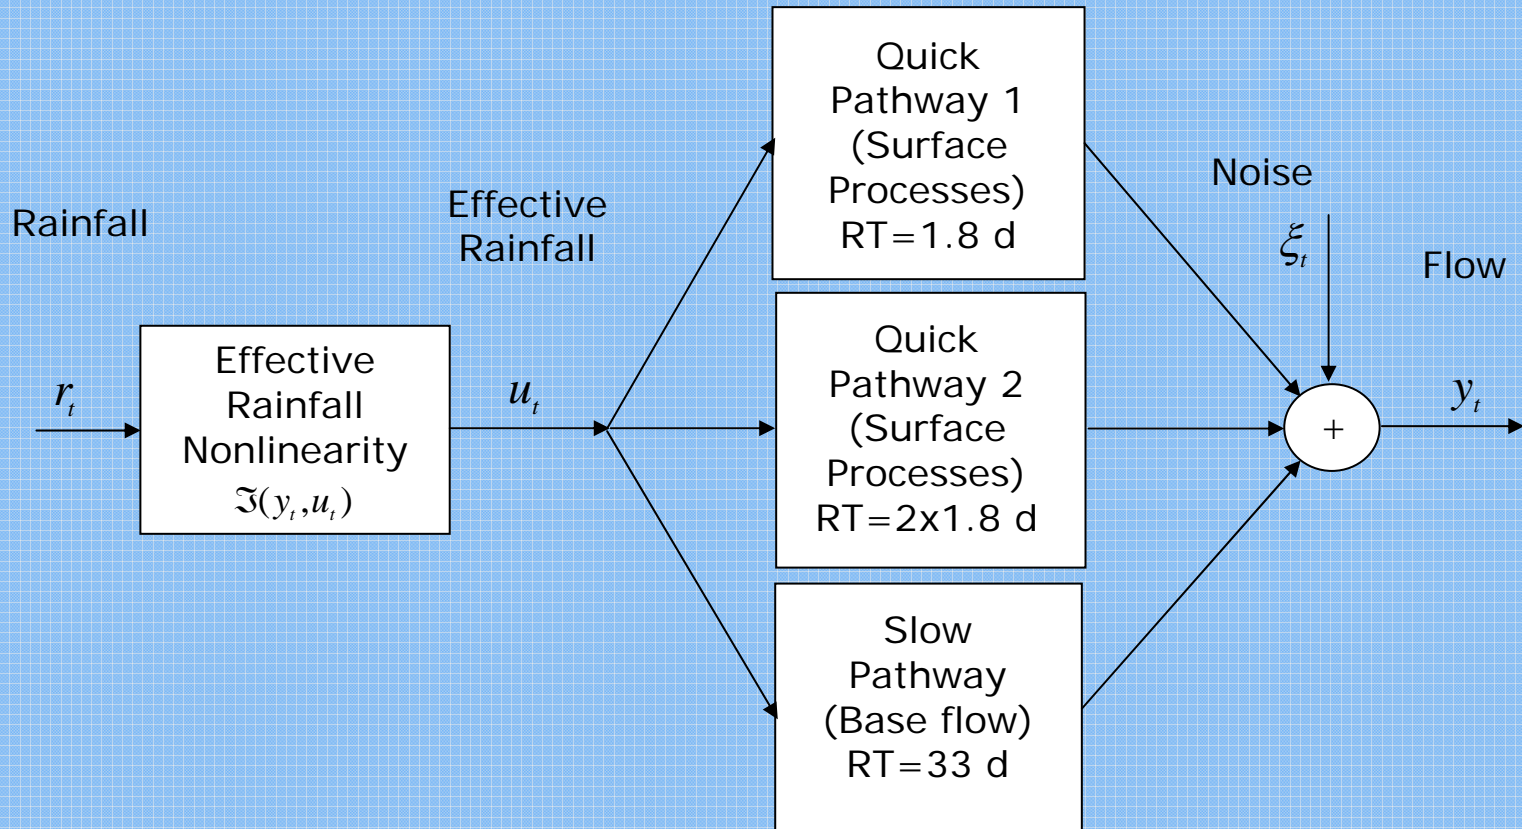 Rainfall
r_t
Effective
Rainfall
Nonlinearity
ℑ(y_t,u_t)
Effective
Rainfall
u_t
Quick
Pathway 1
(Surface
Processes)
RT=1.8 d
Quick
Pathway 2
(Surface
Processes)
RT=2x1.8 d
Slow
Pathway
(Base flow)
RT=33 d
Noise
ξ_t
+
Flow
y_t